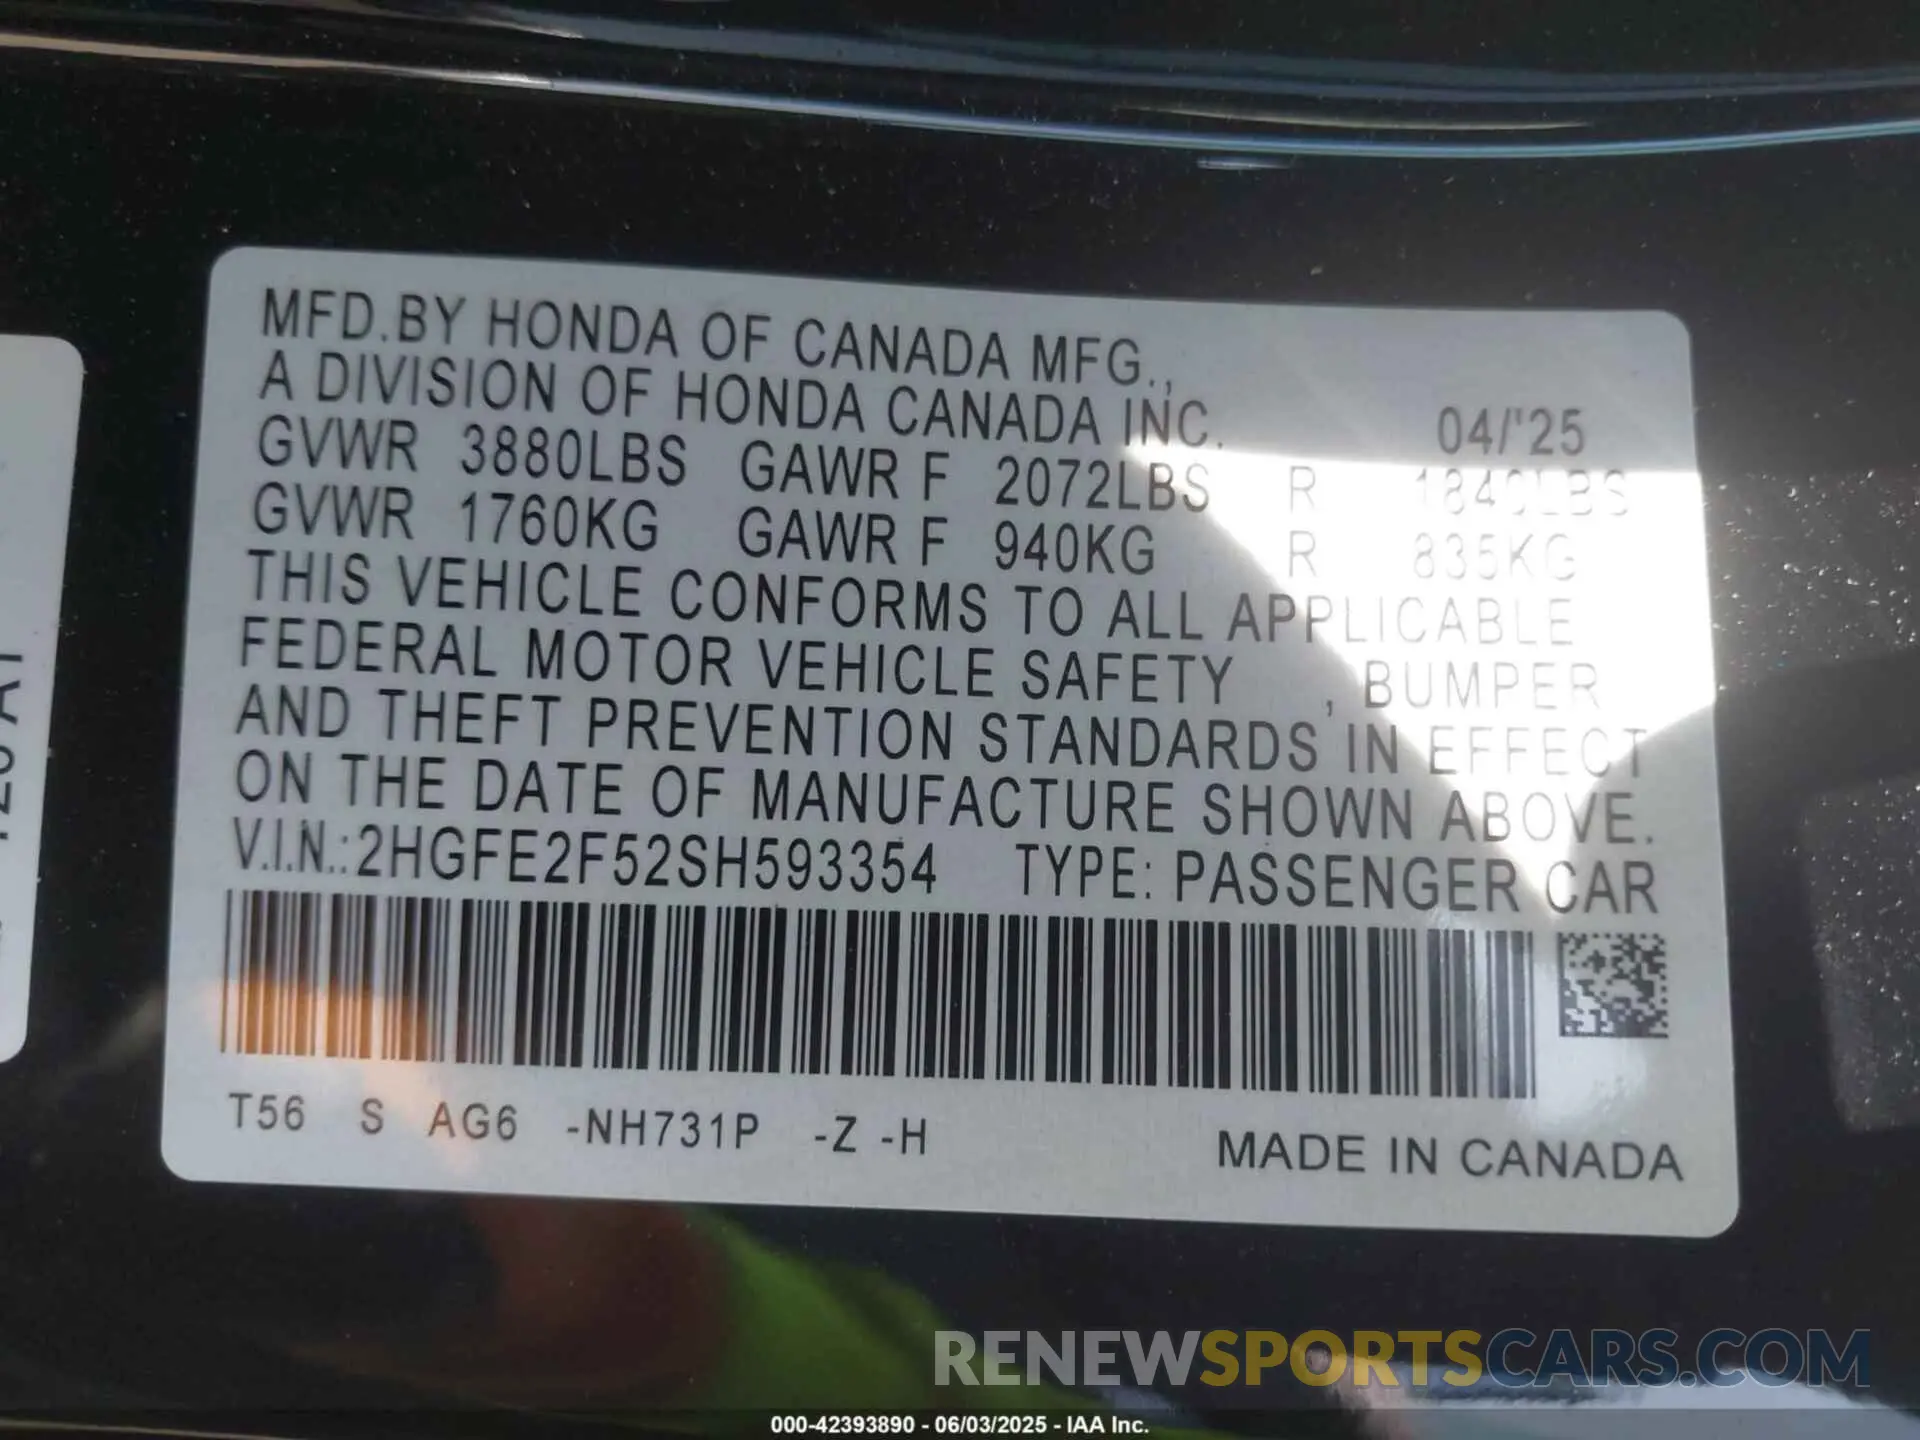 MFD.BY HONDA OF CANADA MFG.,
A DIVISION OF HONDA CANADA INC. 04/'25
GVWR 3880LBS GAWR F 2072LBS R 1840LBS
GVWR 1760KG GAWR F 940KG R 835KG
THIS VEHICLE CONFORMS TO ALL APPLICABLE
FEDERAL MOTOR VEHICLE SAFETY , BUMPER
AND THEFT PREVENTION STANDARDS IN EFFECT
ON THE DATE OF MANUFACTURE SHOWN ABOVE.
V.I.N.:2HGFE2F52SH593354 TYPE: PASSENGER CAR
T56 S AG6 -NH731P -Z -H
MADE IN CANADA
RENEWSPORTSCARS.COM
000-42393890 - 06/03/2025 - IAA Inc.